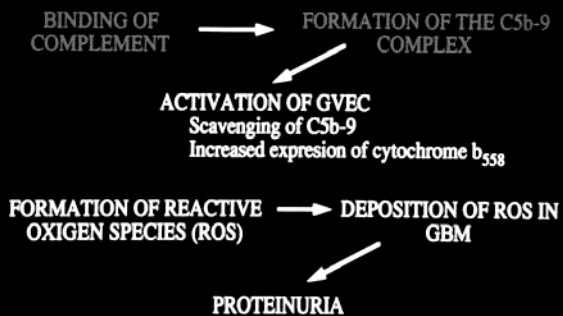 BINDING OF
COMPLEMENT
FORMATION OF THE C5b-9
COMPLEX
ACTIVATION OF GVEC
Scavenging of C5b-9
Increased expresion of cytochrome b558
FORMATION OF REACTIVE
OXIGEN SPECIES (ROS)
DEPOSITION OF ROS IN
GBM
PROTEINURIA